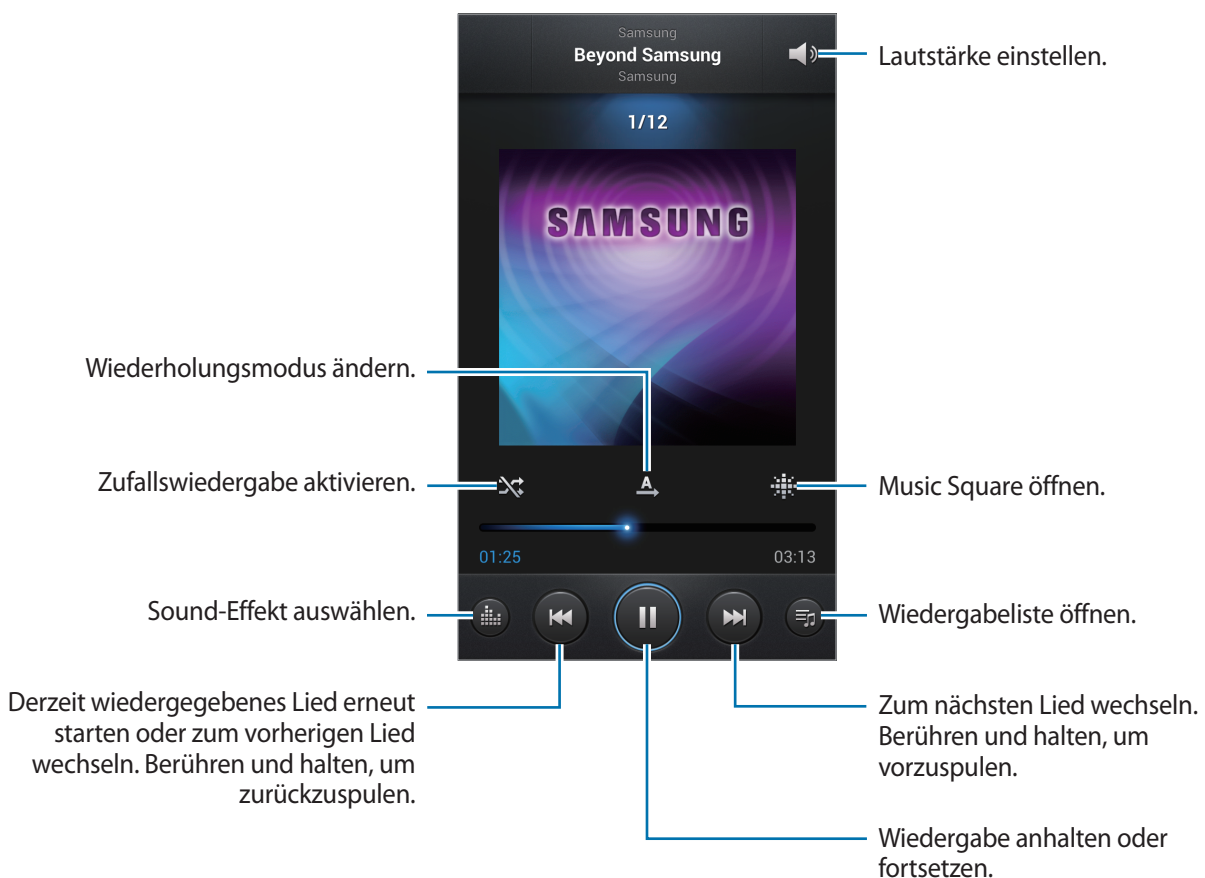 Samsung
Beyond Samsung
Samsung
Lautstärke einstellen.
1/12
SAMSUNG
Wiederholungsmodus ändern.
Zufallswiedergabe aktivieren.
A
Music Square öffnen.
01:25
03:13
Sound-Effekt auswählen.
Wiedergabeliste öffnen.
Derzeit wiedergegebenes Lied erneut
starten oder zum vorherigen Lied
wechseln. Berühren und halten, um
zurückzuspulen.
Zum nächsten Lied wechseln.
Berühren und halten, um
vorzuspulen.
Wiedergabe anhalten oder
fortsetzen.